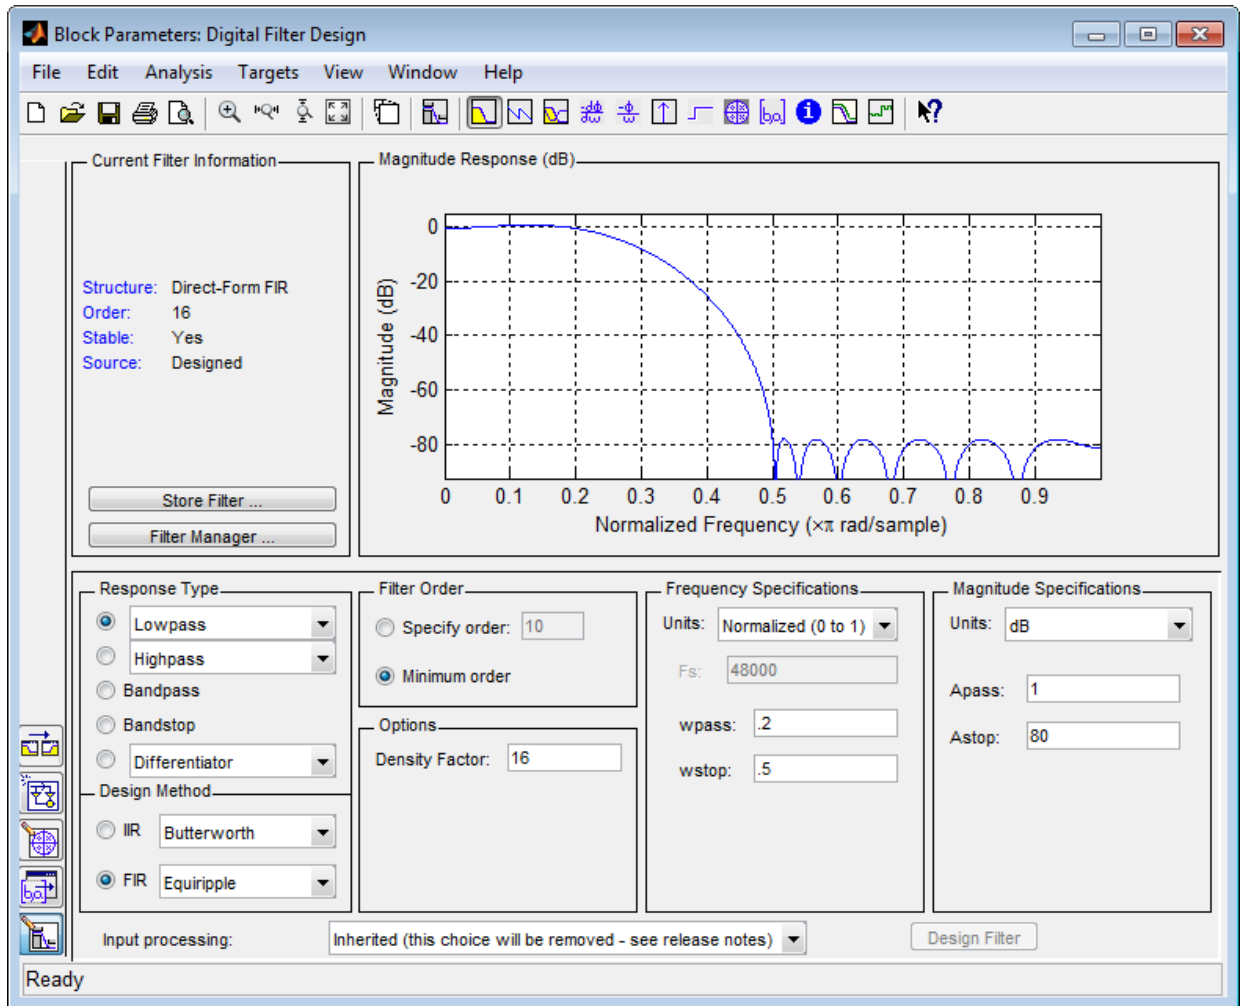 Block Parameters: Digital Filter Design
File Edit Analysis Targets View Window Help
Current Filter Information
Structure: Direct-Form FIR
Order: 16
Stable: Yes
Source: Designed
Store Filter ...
Filter Manager ...
Magnitude Response (dB)
Magnitude (dB)
0
-20
-40
-60
-80
0 0.1 0.2 0.3 0.4 0.5 0.6 0.7 0.8 0.9
Normalized Frequency (×π rad/sample)
Response Type
Lowpass
Highpass
Bandpass
Bandstop
Differentiator
Design Method
IIR Butterworth
FIR Equiripple
Filter Order
Specify order: 10
Minimum order
Options
Density Factor: 16
Frequency Specifications
Units: Normalized (0 to 1)
Fs: 48000
wpass: .2
wstop: .5
Magnitude Specifications
Units: dB
Apass: 1
Astop: 80
Input processing: Inherited (this choice will be removed - see release notes)
Design Filter
Ready